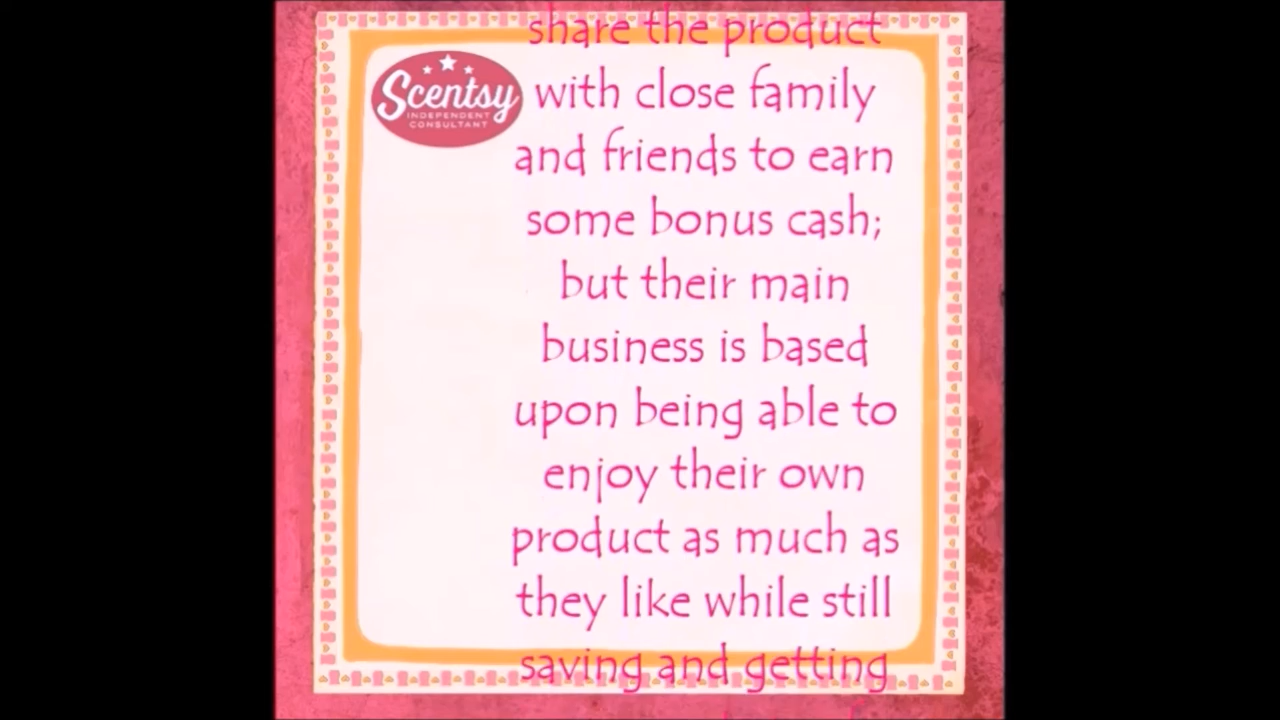 share the product
Scentsy
INDEPENDENT
CONSULTANT
with close family
and friends to earn
some bonus cash;
but their main
business is based
upon being able to
enjoy their own
product as much as
they like while still
saving and getting